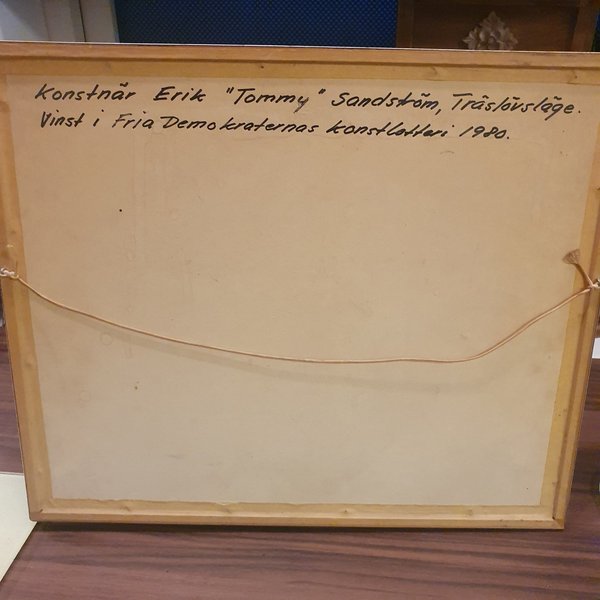 Konstnär Erik "Tommy" Sandström, Träslövsläge.
Vinst i Fria Demokraternas konstlotteri 1980.